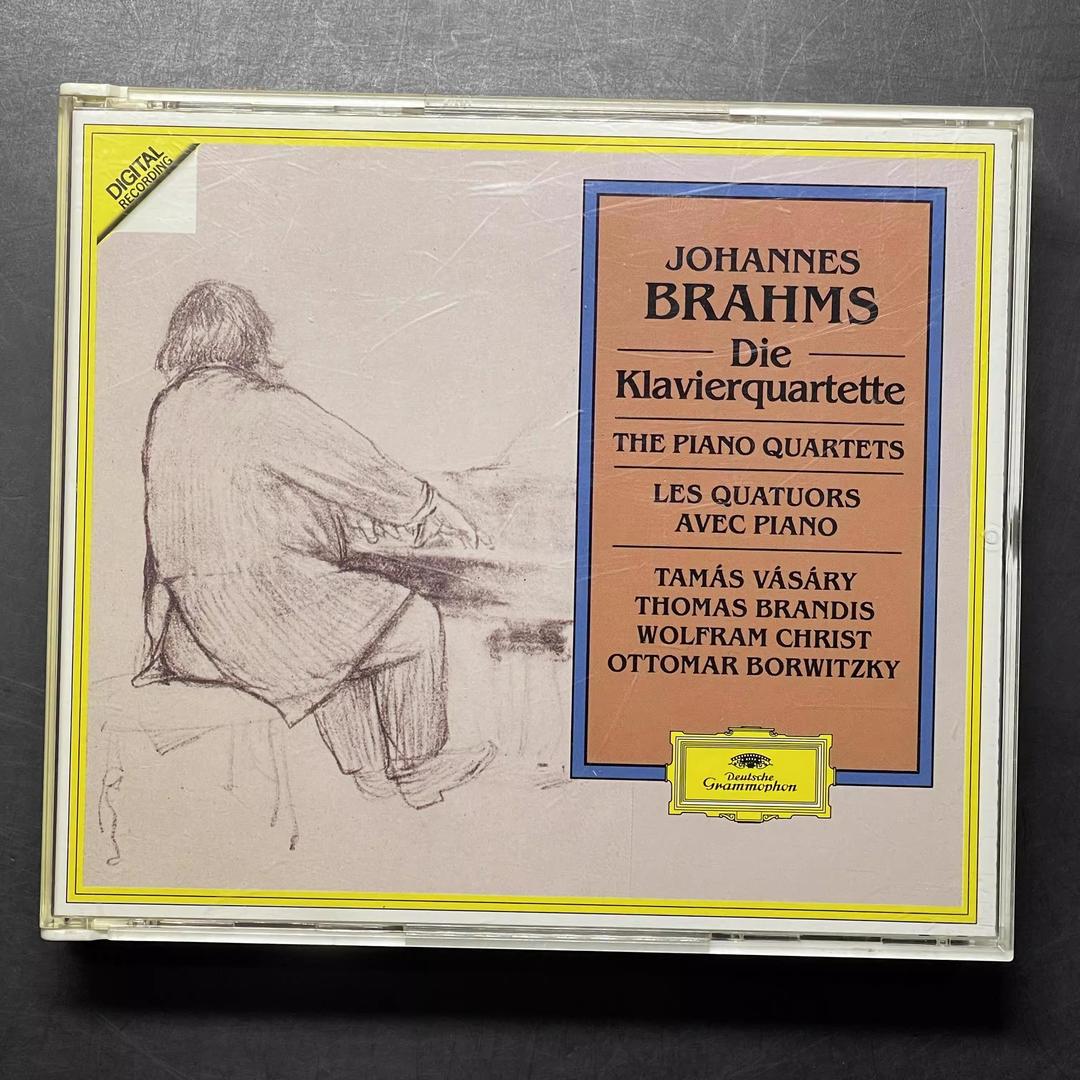 DIGITAL
RECORDING
JOHANNES
BRAHMS
Die
Klavierquartette
THE PIANO QUARTETS
LES QUATUORS
AVEC PIANO
TAMÁS VÁSÁRY
THOMAS BRANDIS
WOLFRAM CHRIST
OTTOMAR BORWITZKY
Deutsche
Grammophon